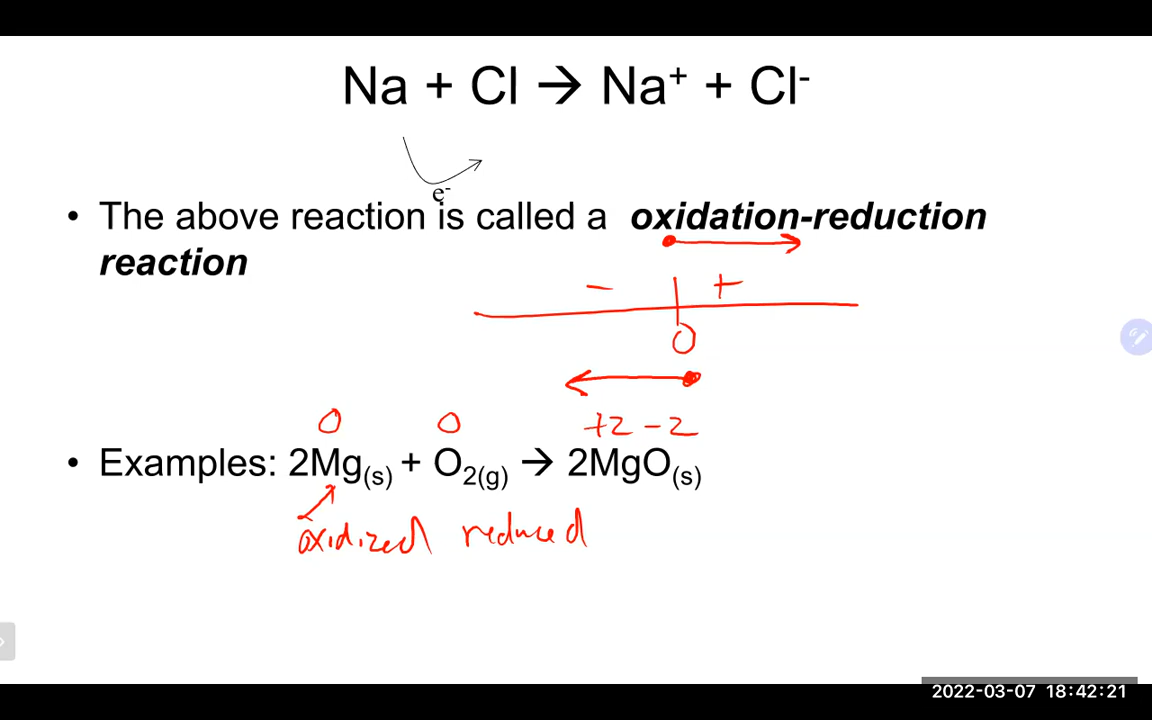 Na + Cl → Na⁺ + Cl⁻
e⁻
• The above reaction is called a oxidation-reduction
reaction
− +
0
0 0 +2 −2
• Examples: 2Mg(s) + O₂(g) → 2MgO(s)
oxidized reduced
2022-03-07 18:42:21